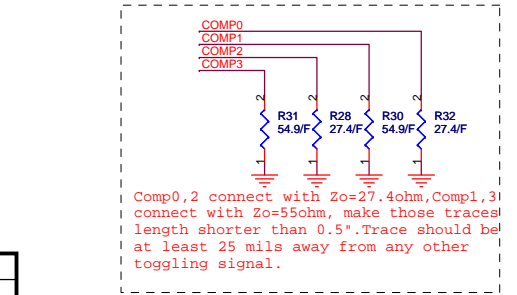 COMP0
COMP1
COMP2
COMP3
2 2 2 2
R31 R28 R30 R32
54.9/F 27.4/F 54.9/F 27.4/F
1 1 1 1
Comp0,2 connect with Zo=27.4ohm,Comp1,3
connect with Zo=55ohm, make those traces
length shorter than 0.5".Trace should be
at least 25 mils away from any other
toggling signal.